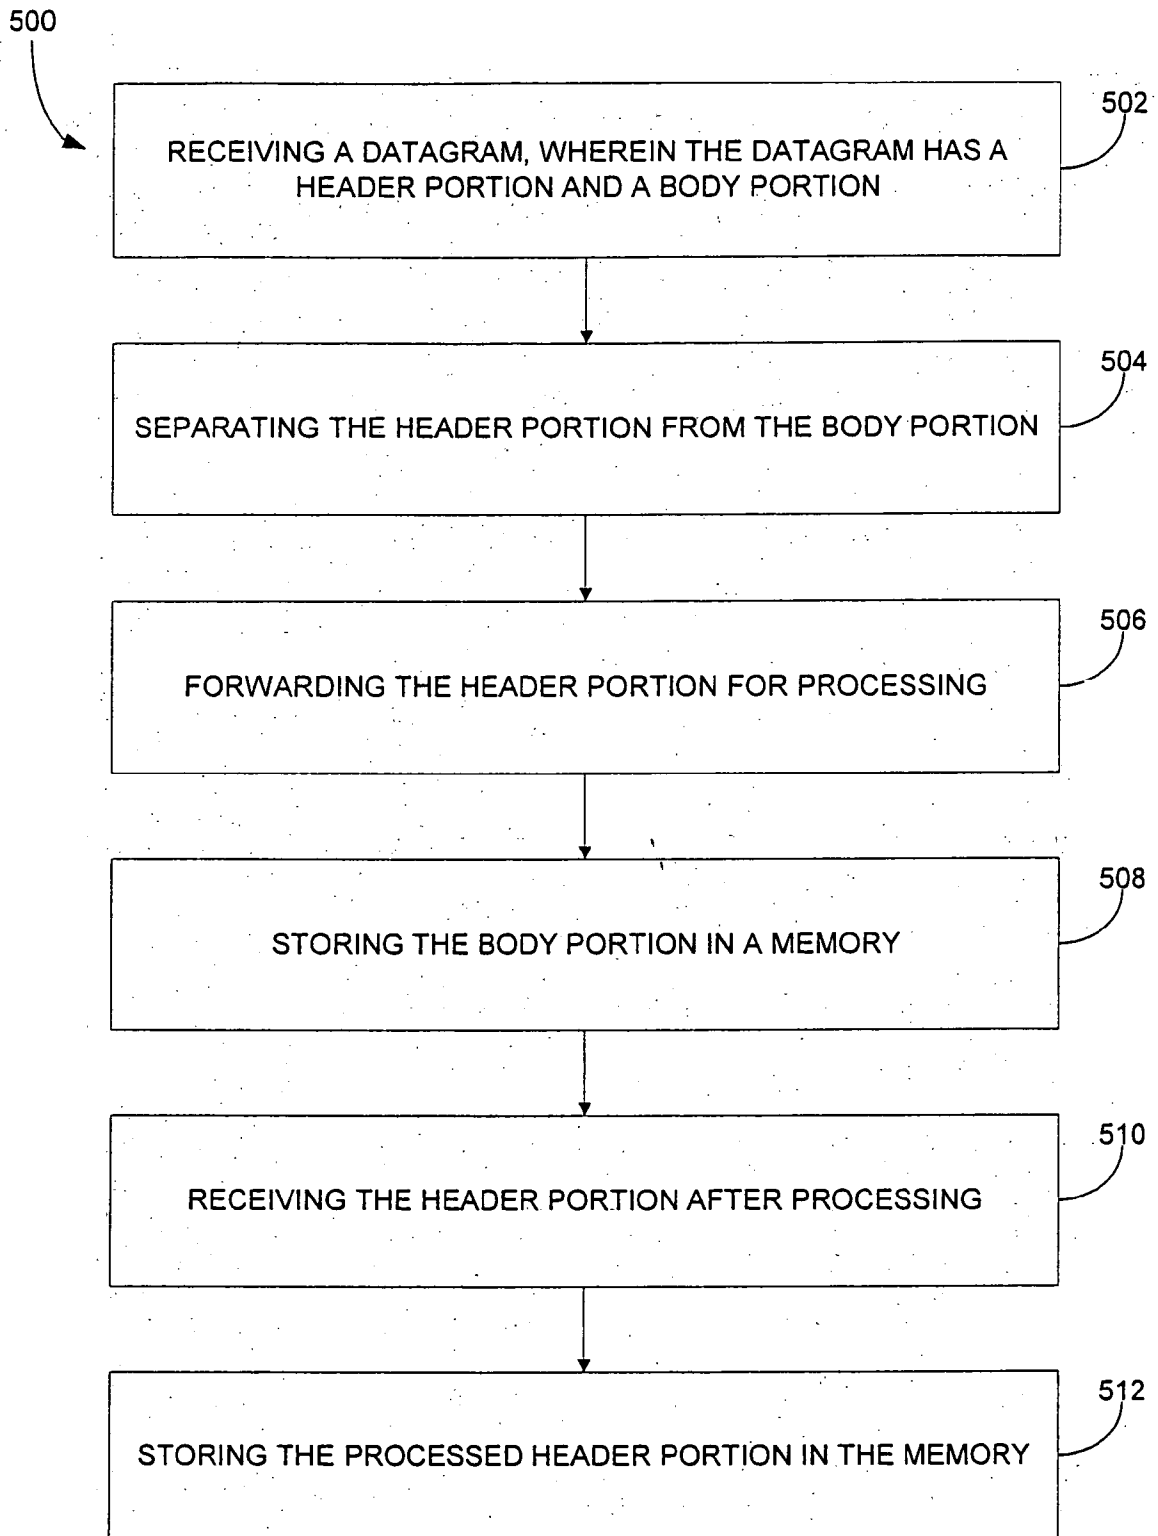 500
502
RECEIVING A DATAGRAM, WHEREIN THE DATAGRAM HAS A
HEADER PORTION AND A BODY PORTION
504
SEPARATING THE HEADER PORTION FROM THE BODY PORTION
506
FORWARDING THE HEADER PORTION FOR PROCESSING
508
STORING THE BODY PORTION IN A MEMORY
510
RECEIVING THE HEADER PORTION AFTER PROCESSING
512
STORING THE PROCESSED HEADER PORTION IN THE MEMORY